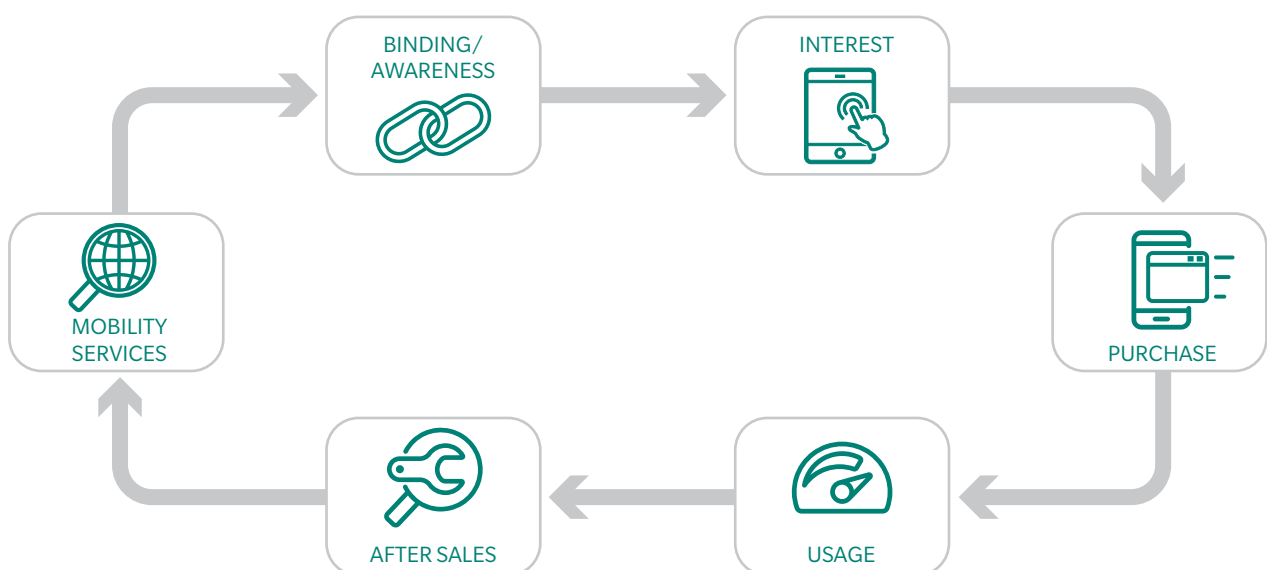 BINDING/
AWARENESS
INTEREST
MOBILITY
SERVICES
PURCHASE
AFTER SALES
USAGE